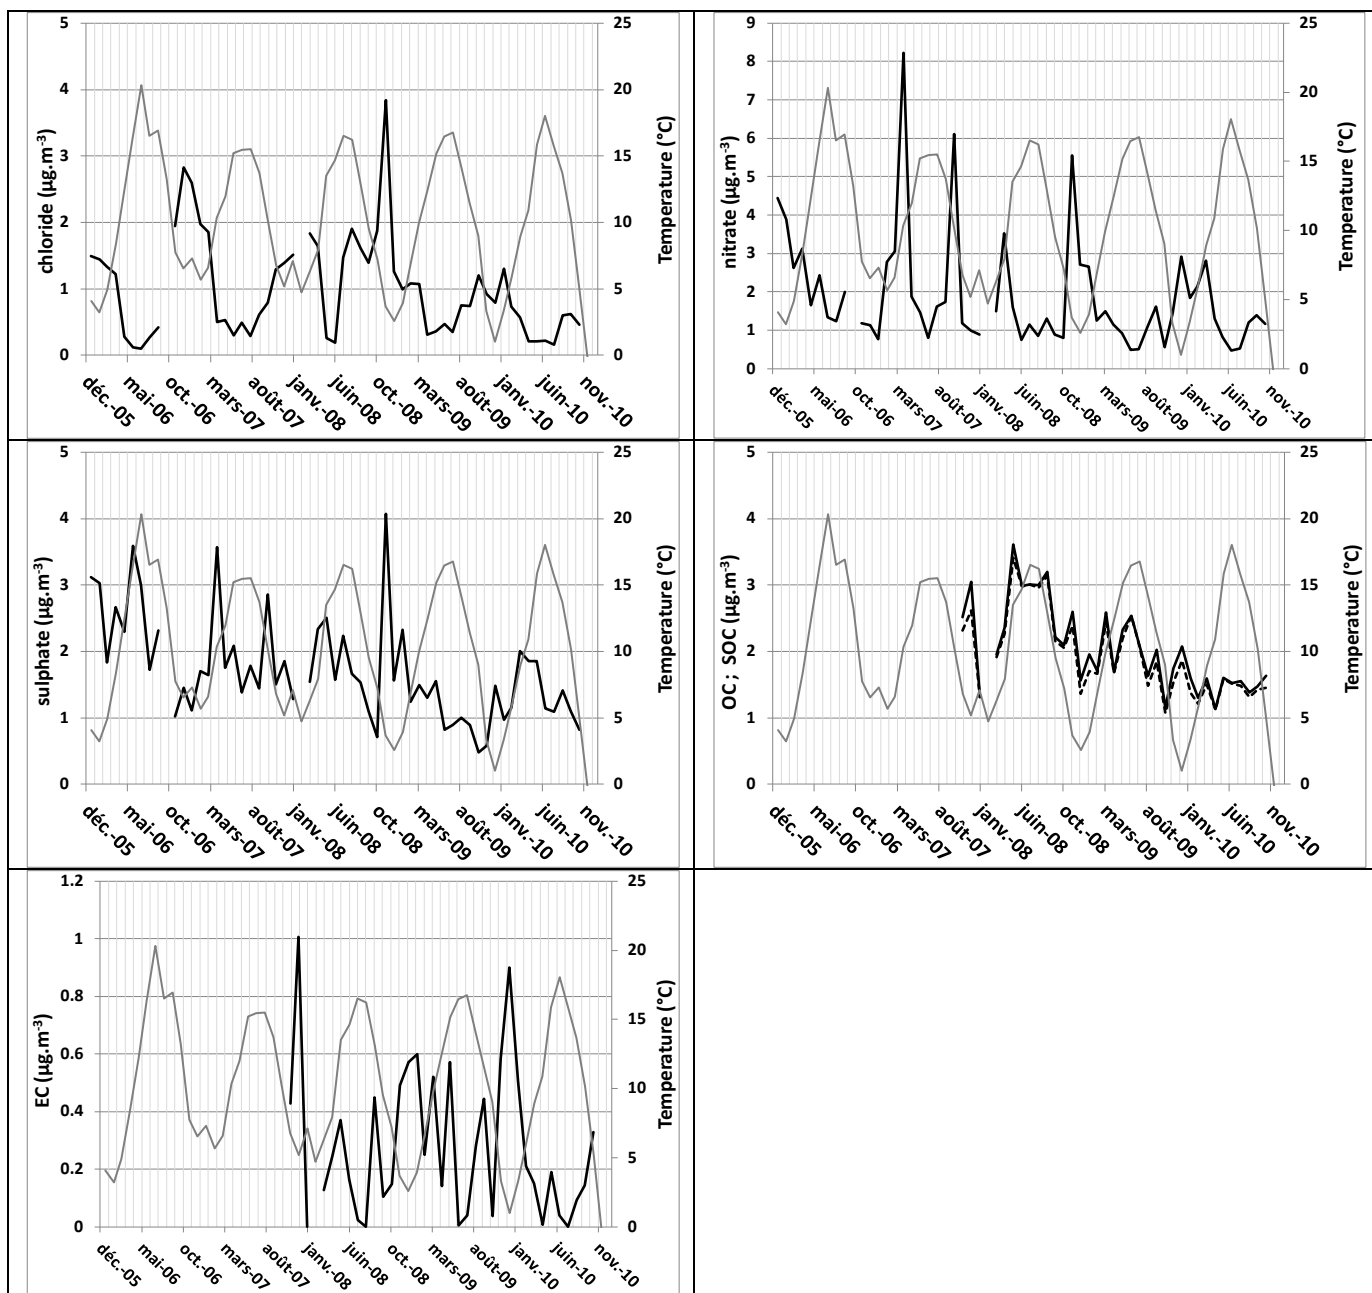 5
4
3
2
1
0
chloride (µg.m-3)
25
20
15
10
5
0
Temperature (°C)
déc.-05
mai-06
oct.-06
mars-07
août-07
janv.-08
juin-08
oct.-08
mars-09
août-09
janv.-10
juin-10
nov.-10
9
8
7
6
5
4
3
2
1
0
nitrate (µg.m-3)
25
20
15
10
5
0
Temperature (°C)
déc.-05
mai-06
oct.-06
mars-07
août-07
janv.-08
juin-08
oct.-08
mars-09
août-09
janv.-10
juin-10
nov.-10
5
4
3
2
1
0
sulphate (µg.m-3)
25
20
15
10
5
0
Temperature (°C)
déc.-05
mai-06
oct.-06
mars-07
août-07
janv.-08
juin-08
oct.-08
mars-09
août-09
janv.-10
juin-10
nov.-10
5
4
3
2
1
0
OC ; SOC (µg.m-3)
25
20
15
10
5
0
Temperature (°C)
déc.-05
mai-06
oct.-06
mars-07
août-07
janv.-08
juin-08
oct.-08
mars-09
août-09
janv.-10
juin-10
nov.-10
1.2
1
0.8
0.6
0.4
0.2
0
EC (µg.m-3)
25
20
15
10
5
0
Temperature (°C)
déc.-05
mai-06
oct.-06
mars-07
août-07
janv.-08
juin-08
oct.-08
mars-09
août-09
janv.-10
juin-10
nov.-10